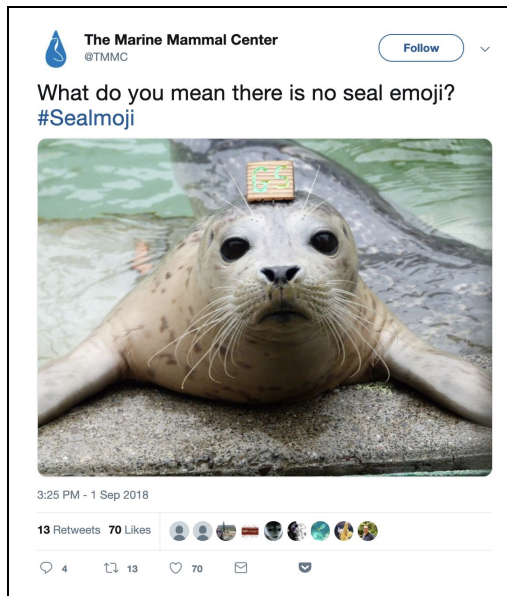 The Marine Mammal Center
@TMMC
Follow
What do you mean there is no seal emoji?
#Sealmoji
3:25 PM - 1 Sep 2018
13 Retweets 70 Likes
4 13 70